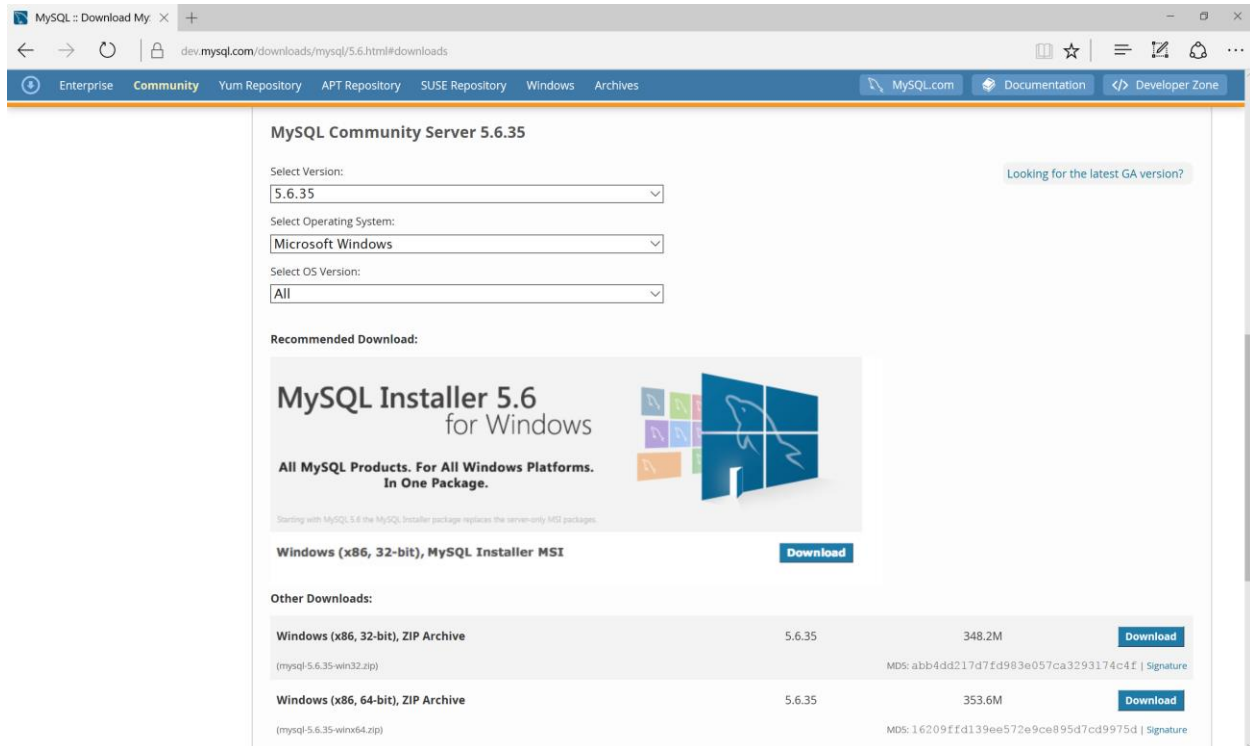 MySQL :: Download My
dev.mysql.com/downloads/mysql/5.6.html#downloads
Enterprise Community Yum Repository APT Repository SUSE Repository Windows Archives MySQL.com Documentation </> Developer Zone
MySQL Community Server 5.6.35
Select Version:
Looking for the latest GA version?
5.6.35
Select Operating System:
Microsoft Windows
Select OS Version:
All
Recommended Download:
MySQL Installer 5.6
for Windows
All MySQL Products. For All Windows Platforms.
In One Package.
Starting with MySQL 5.6 the MySQL Installer package replaces the server-only MSI packages.
Windows (x86, 32-bit), MySQL Installer MSI Download
Other Downloads:
Windows (x86, 32-bit), ZIP Archive 5.6.35 348.2M Download
(mysql-5.6.35-win32.zip) MD5: abb4dd217d7fd983e057ca3293174c4f | Signature
Windows (x86, 64-bit), ZIP Archive 5.6.35 353.6M Download
(mysql-5.6.35-winx64.zip) MD5: 16209ffd139ee572e9ce895d7cd9975d | Signature